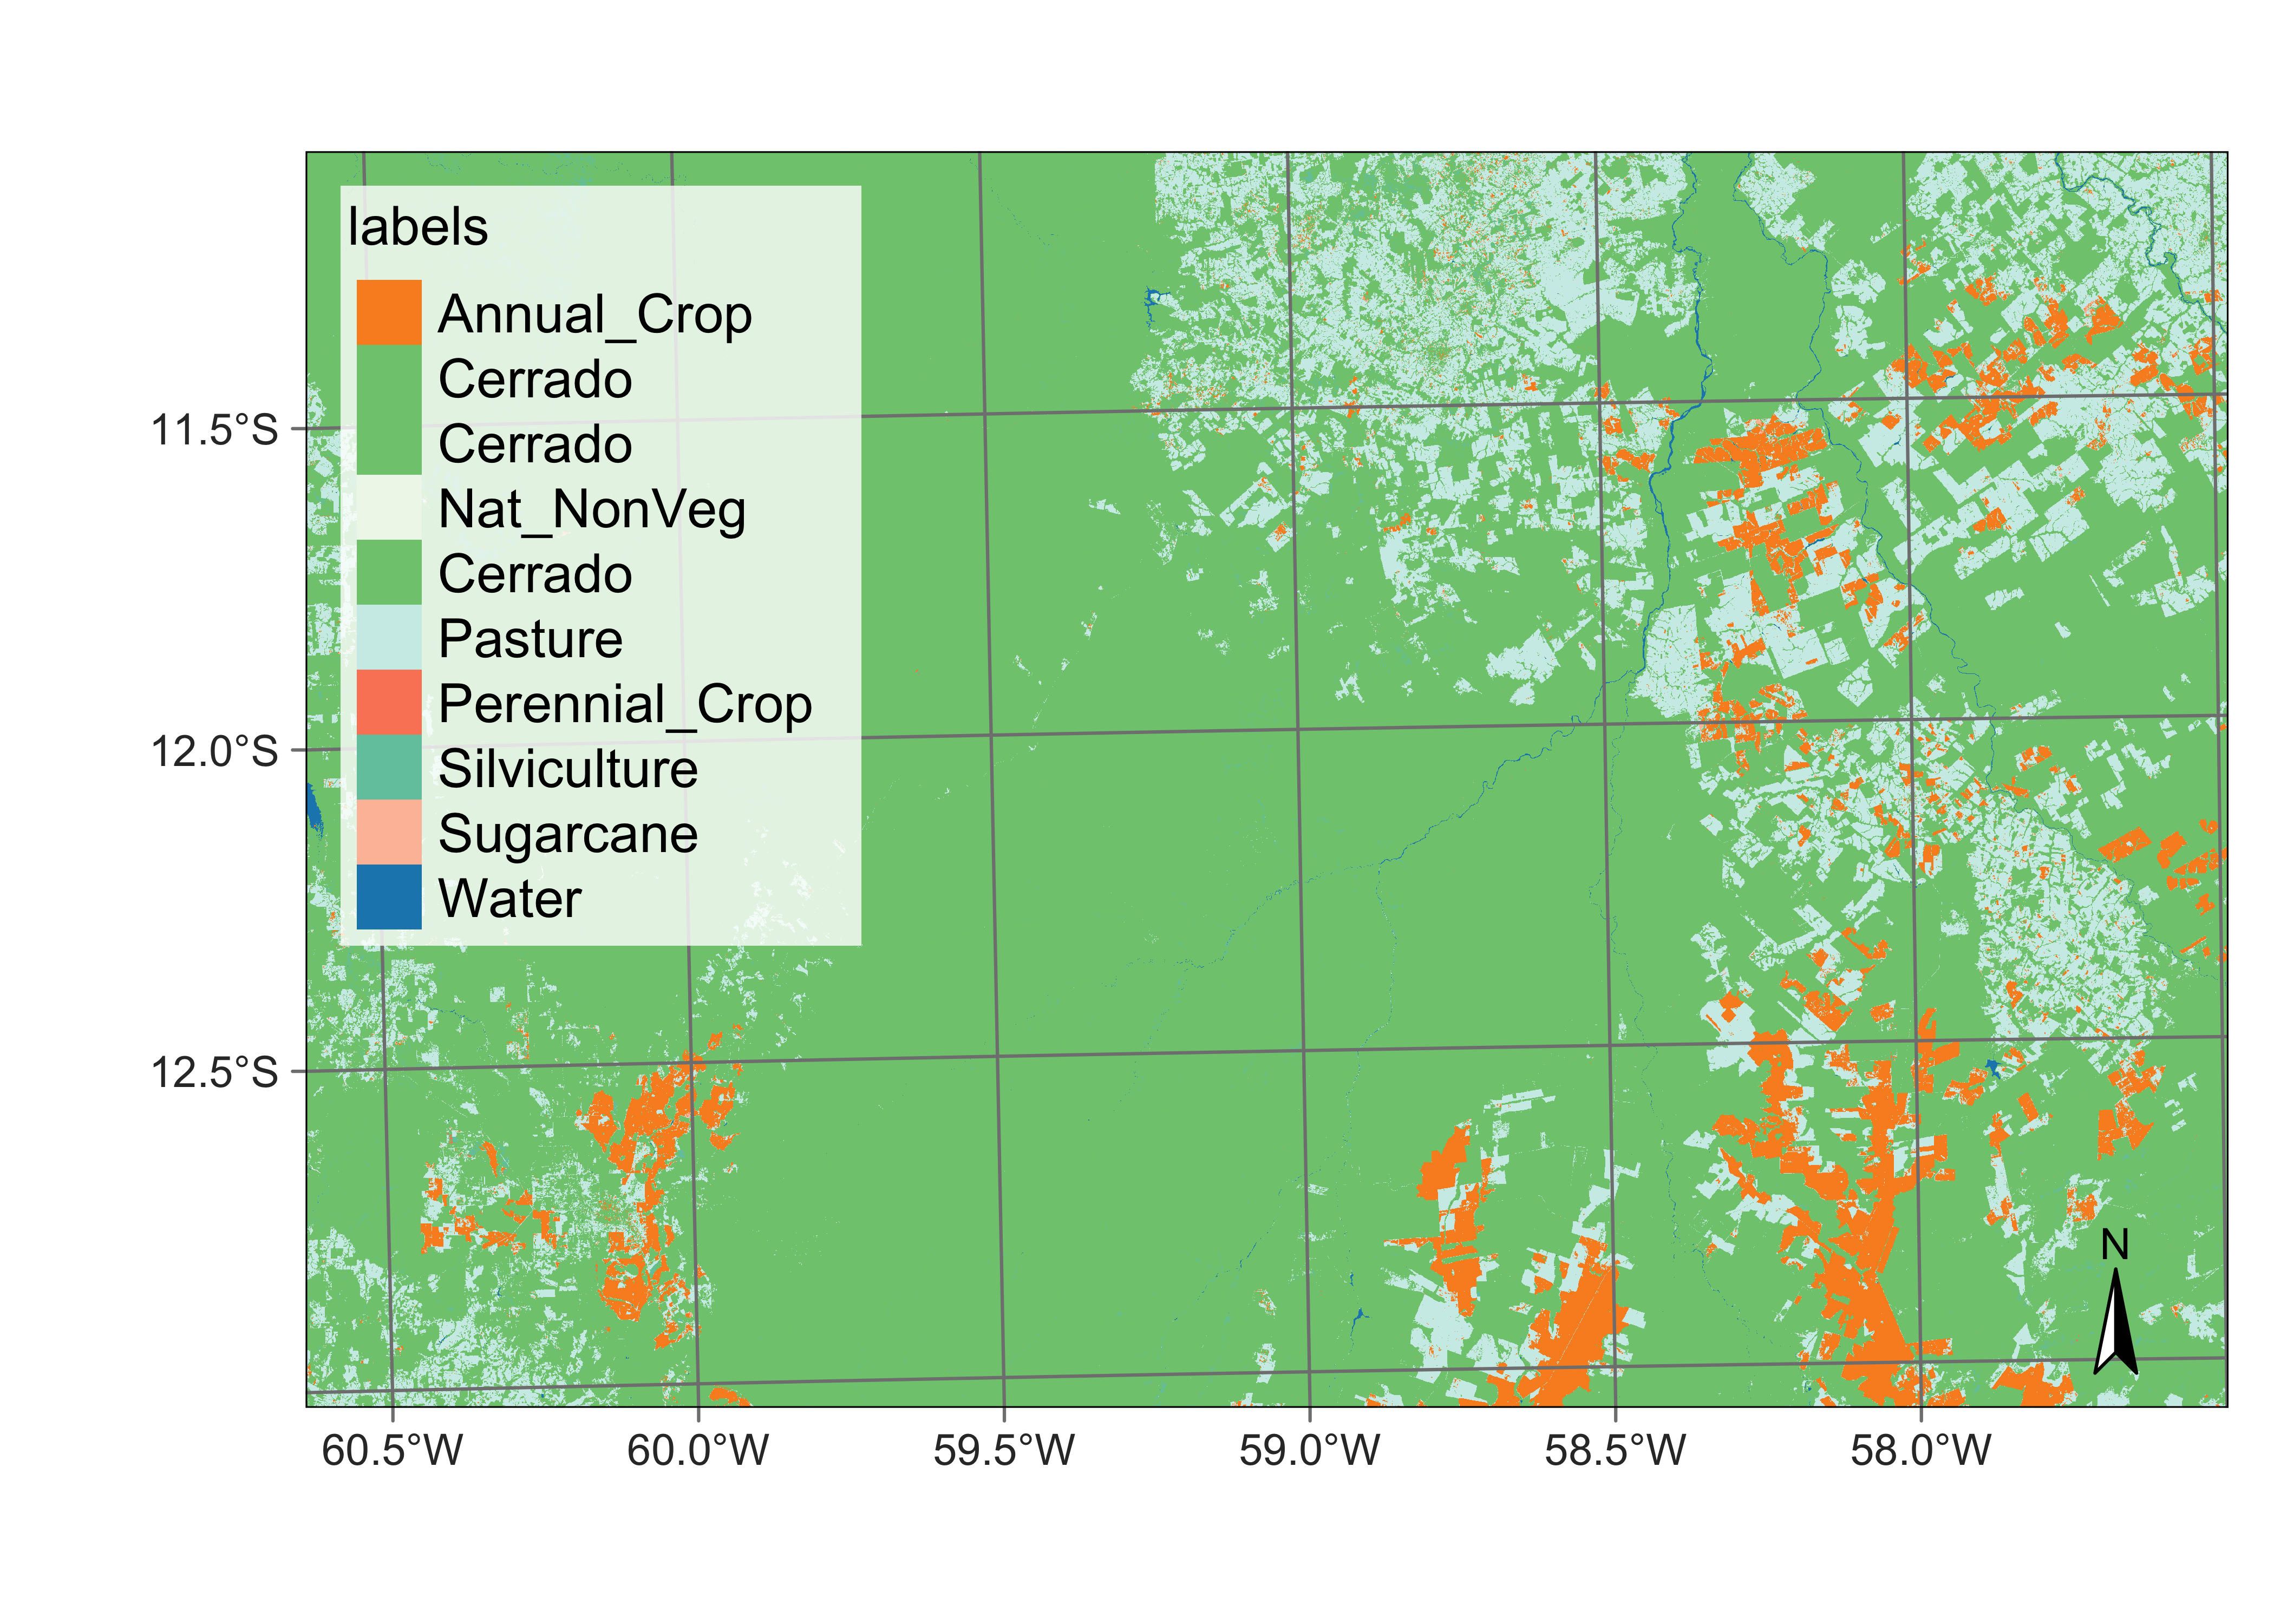 labels
Annual_Crop
Cerrado
Cerrado
Nat_NonVeg
Cerrado
Pasture
Perennial_Crop
Silviculture
Sugarcane
Water
11.5°S
12.0°S
12.5°S
N
60.5°W 60.0°W 59.5°W 59.0°W 58.5°W 58.0°W